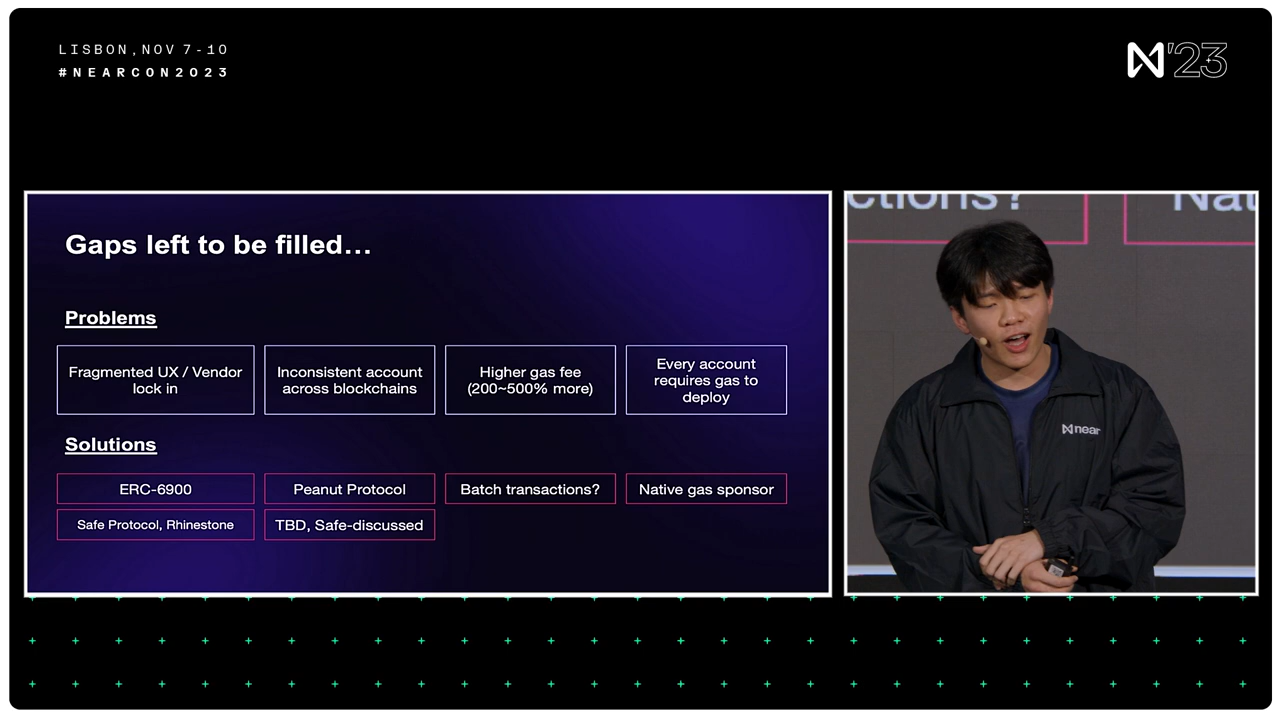 LISBON, NOV 7-10
#NEARCON2023
N'23
Gaps left to be filled...
Problems
Fragmented UX / Vendor
lock in
Inconsistent account
across blockchains
Higher gas fee
(200~500% more)
Every account
requires gas to
deploy
Solutions
ERC-6900
Peanut Protocol
Batch transactions?
Native gas sponsor
Safe Protocol, Rhinestone
TBD, Safe-discussed
ctions?
Nat
near